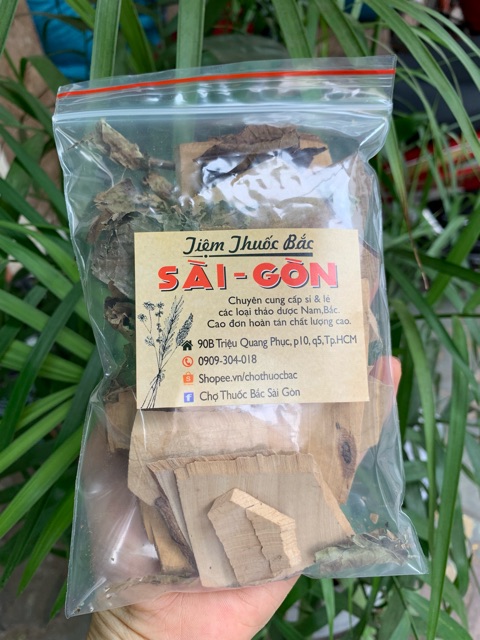 Tiệm Thuốc Bắc
SÀI-GÒN
Chuyên cung cấp sỉ & lẻ
các loại thảo dược Nam,Bắc.
Cao đơn hoàn tán chất lượng cao.
90B Triệu Quang Phục, p10, q5,Tp.HCM
0909-304-018
Shopee.vn/chothuocbac
Chợ Thuốc Bắc Sài Gòn